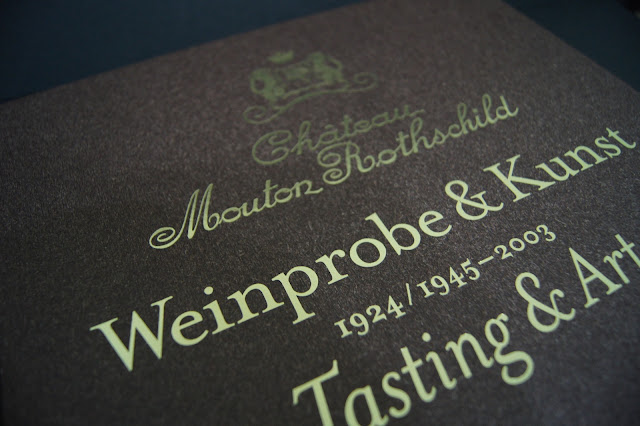 Château
Mouton Rothschild
Weinprobe & Kunst
1924/1945–2003
Tasting & Art